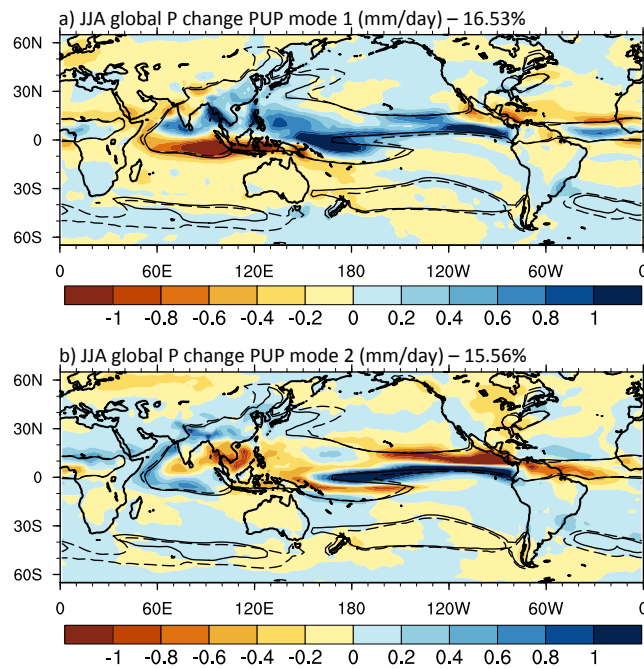 a) JJA global P change PUP mode 1 (mm/day) – 16.53%
60N
30N
0
30S
60S
0 60E 120E 180 120W 60W 0
-1 -0.8 -0.6 -0.4 -0.2 0 0.2 0.4 0.6 0.8 1
b) JJA global P change PUP mode 2 (mm/day) – 15.56%
60N
30N
0
30S
60S
0 60E 120E 180 120W 60W 0
-1 -0.8 -0.6 -0.4 -0.2 0 0.2 0.4 0.6 0.8 1